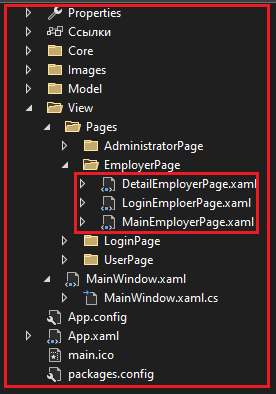 Properties
Ссылки
Core
Images
Model
View
Pages
AdministratorPage
EmployerPage
DetailEmployerPage.xaml
LoginEmploerPage.xaml
MainEmployerPage.xaml
LoginPage
UserPage
MainWindow.xaml
MainWindow.xaml.cs
App.config
App.xaml
main.ico
packages.config